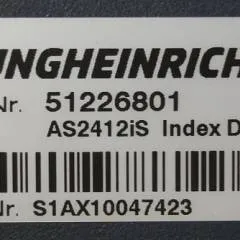 UNGHEINRICH
Nr. 51226801
AS2412iS Index D
Nr. S1AX10047423